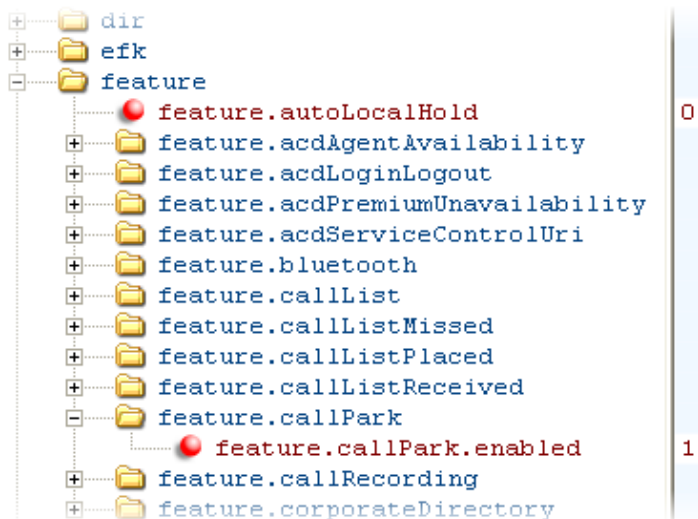 dir
efk
feature
feature.autoLocalHold 0
feature.acdAgentAvailability
feature.acdLoginLogout
feature.acdPremiumUnavailability
feature.acdServiceControlUri
feature.bluetooth
feature.callList
feature.callListMissed
feature.callListPlaced
feature.callListReceived
feature.callPark
feature.callPark.enabled 1
feature.callRecording
feature.corporateDirectory